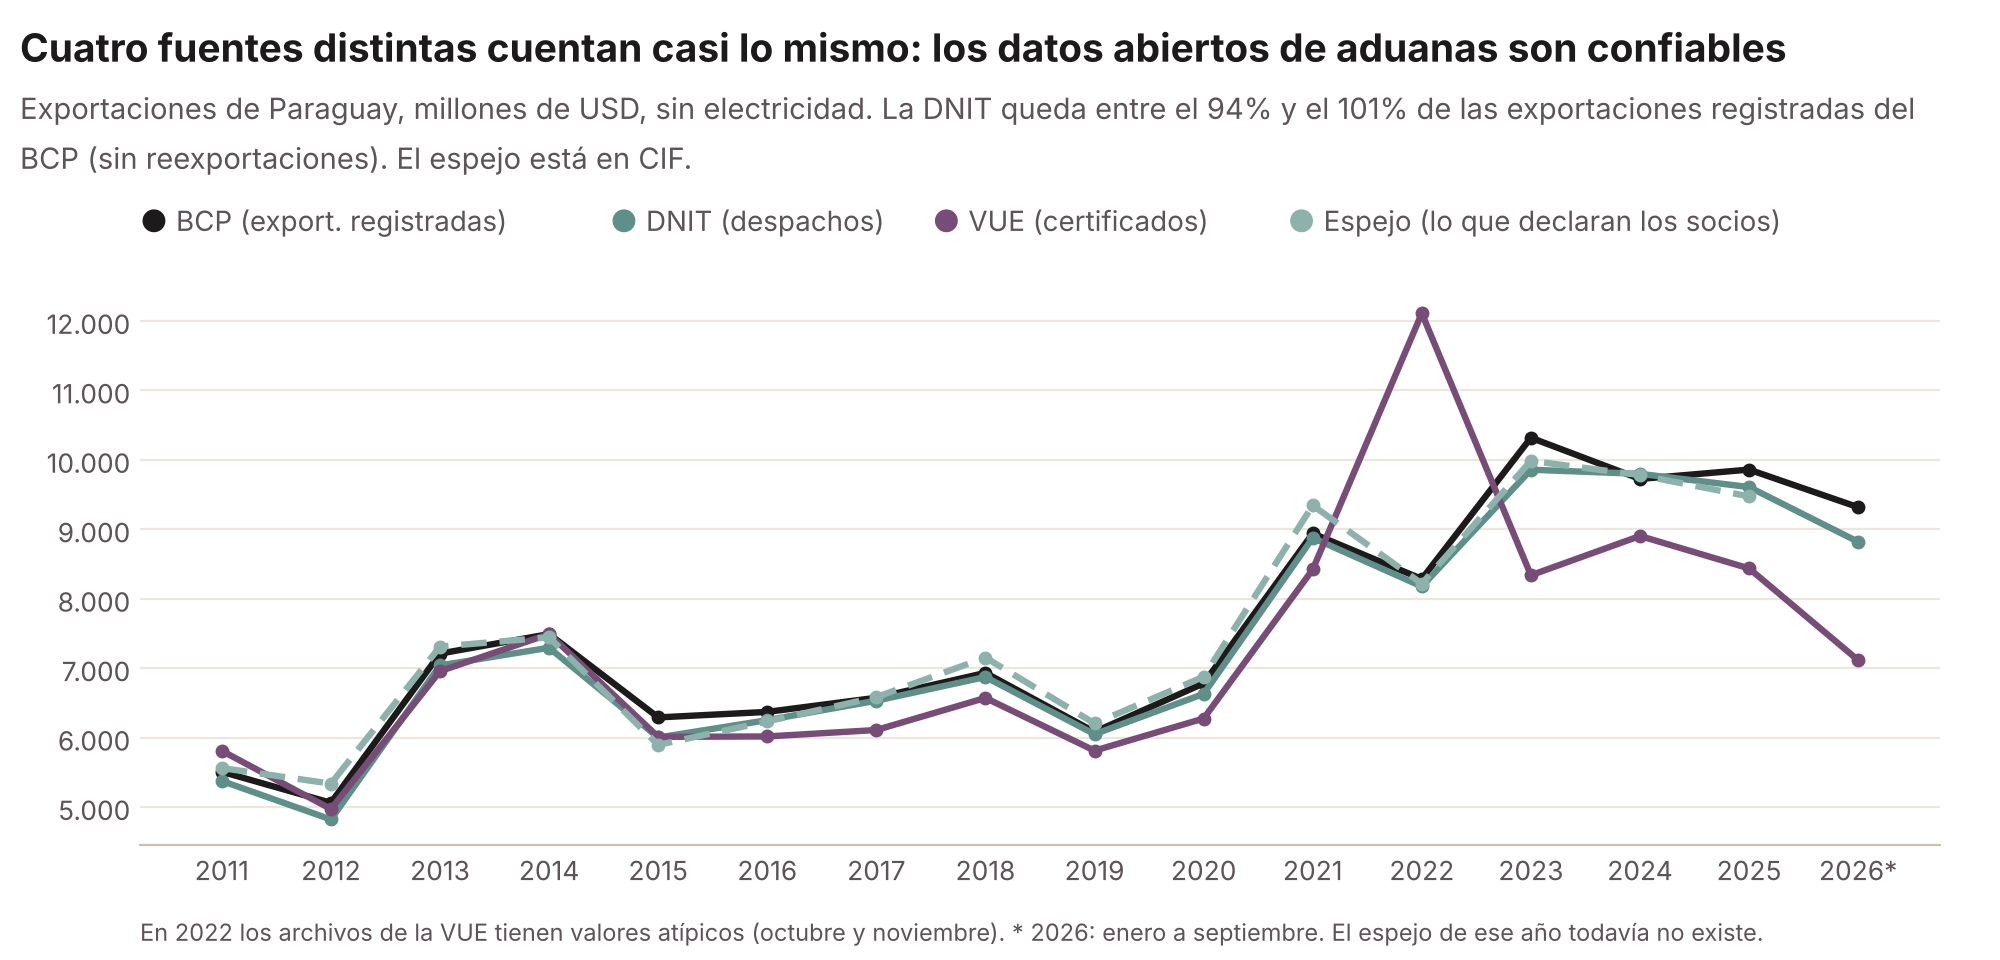 Cuatro fuentes distintas cuentan casi lo mismo: los datos abiertos de aduanas son confiables
Exportaciones de Paraguay, millones de USD, sin electricidad. La DNIT queda entre el 94% y el 101% de las exportaciones registradas del
BCP (sin reexportaciones). El espejo está en CIF.
BCP (export. registradas) DNIT (despachos) VUE (certificados) Espejo (lo que declaran los socios)
12.000
11.000
10.000
9.000
8.000
7.000
6.000
5.000
2011 2012 2013 2014 2015 2016 2017 2018 2019 2020 2021 2022 2023 2024 2025 2026*
En 2022 los archivos de la VUE tienen valores atípicos (octubre y noviembre). * 2026: enero a septiembre. El espejo de ese año todavía no existe.